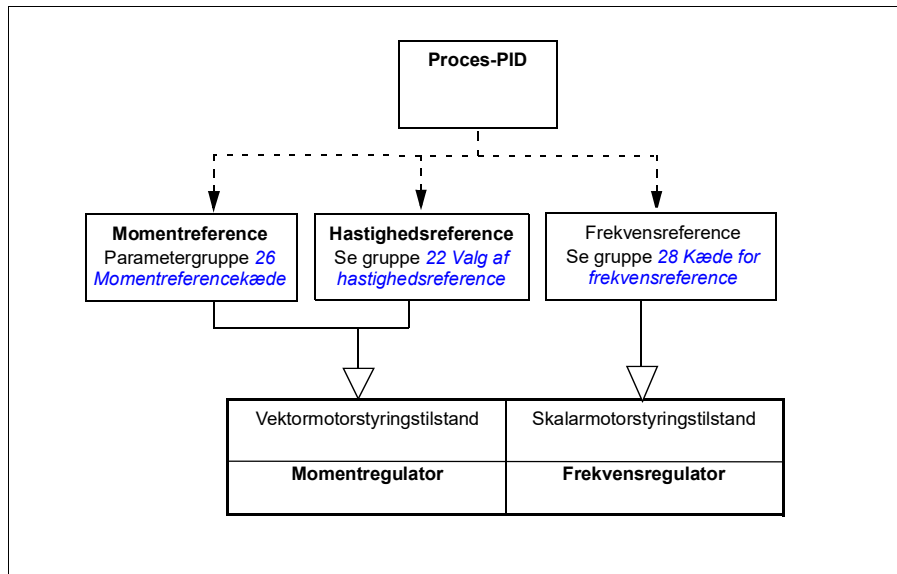 Proces-PID
Momentreference
Parametergruppe 26
Momentreferencekæde
Hastighedsreference
Se gruppe 22 Valg af
hastighedsreference
Frekvensreference
Se gruppe 28 Kæde for
frekvensreference
Vektormotorstyringstilstand
Skalarmotorstyringstilstand
Momentregulator
Frekvensregulator